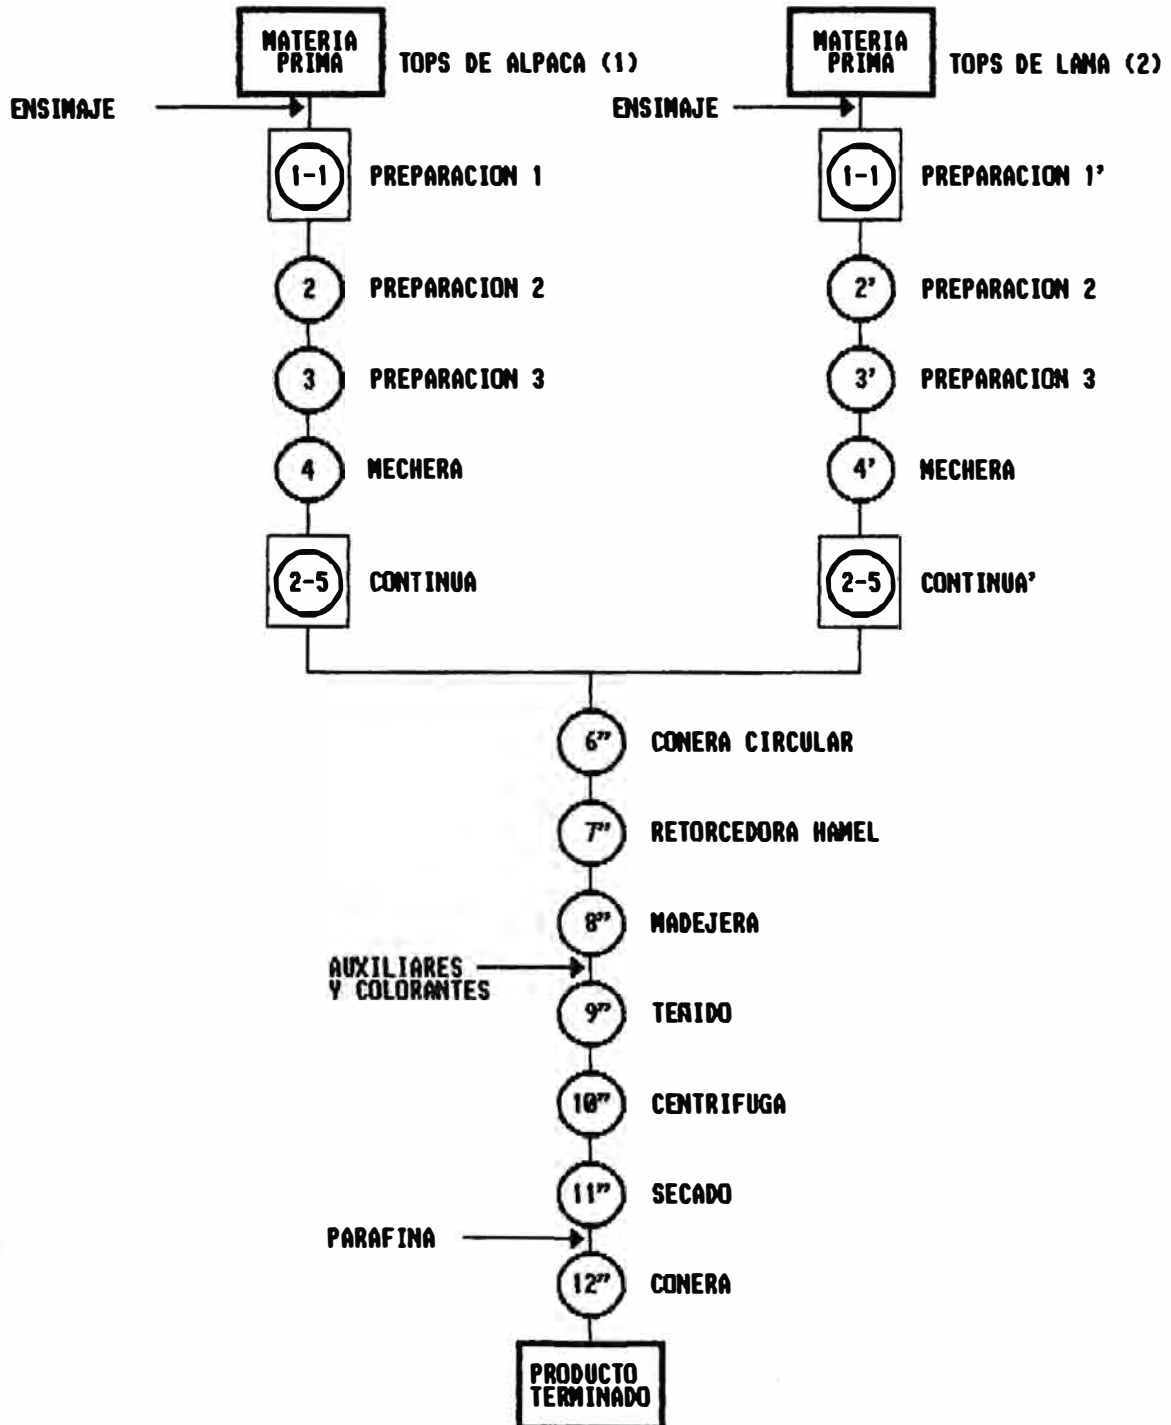 MATERIA
PRIMA
TOPS DE ALPACA (1)
ENSIMAJE
1-1
PREPARACION 1
2
PREPARACION 2
3
PREPARACION 3
4
MECHERA
2-5
CONTINUA
MATERIA
PRIMA
TOPS DE LANA (2)
ENSIMAJE
1-1
PREPARACION 1'
2'
PREPARACION 2
3'
PREPARACION 3
4'
MECHERA
2-5
CONTINUA'
6"
CONERA CIRCULAR
7"
RETORCEDORA HAMEL
8"
MADEJERA
AUXILIARES
Y COLORANTES
9"
TEÑIDO
10"
CENTRIFUGA
11"
SECADO
PARAFINA
12"
CONERA
PRODUCTO
TERMINADO